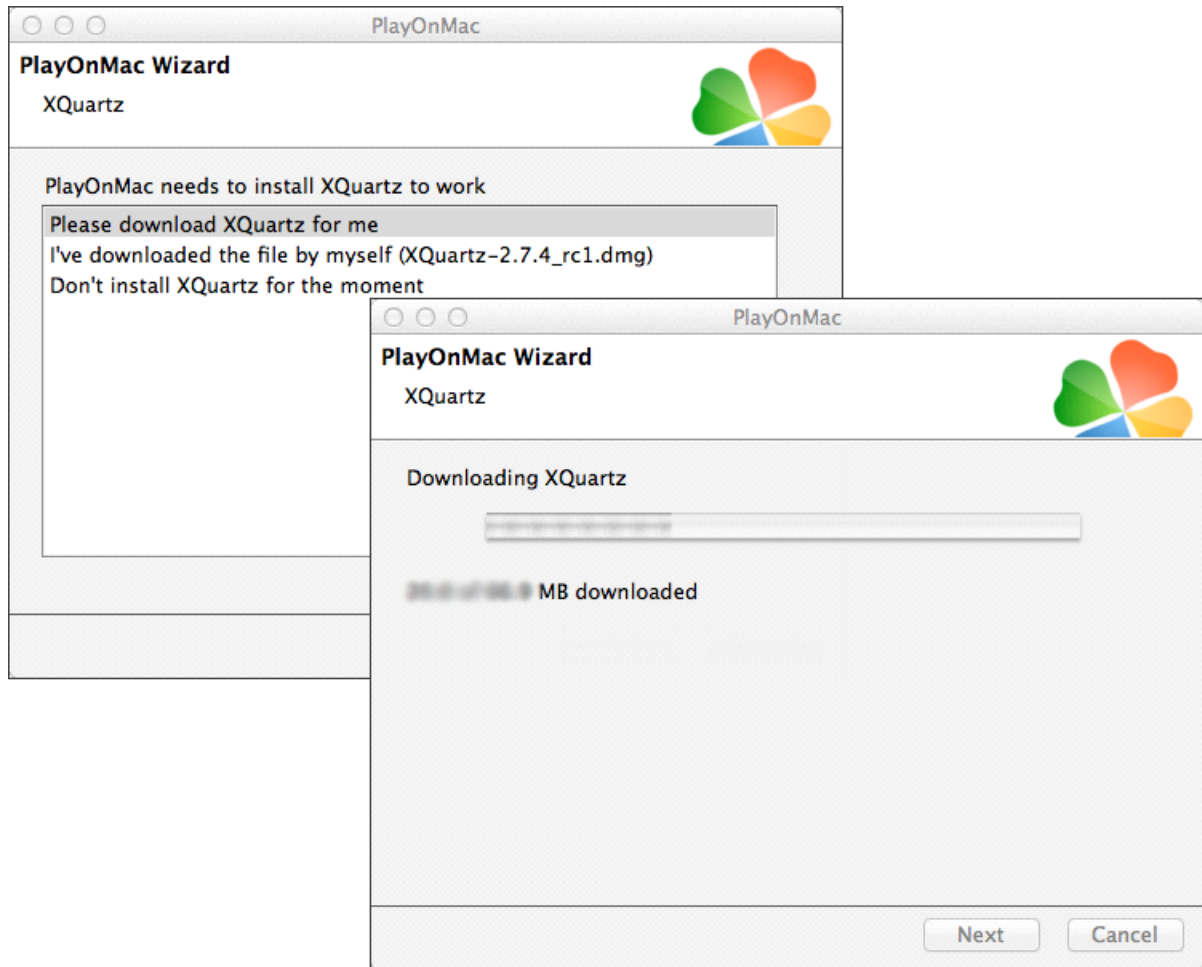 PlayOnMac
PlayOnMac Wizard
XQuartz
PlayOnMac needs to install XQuartz to work
Please download XQuartz for me
I've downloaded the file by myself (XQuartz-2.7.4_rc1.dmg)
Don't install XQuartz for the moment
PlayOnMac
PlayOnMac Wizard
XQuartz
Downloading XQuartz
MB downloaded
Next Cancel